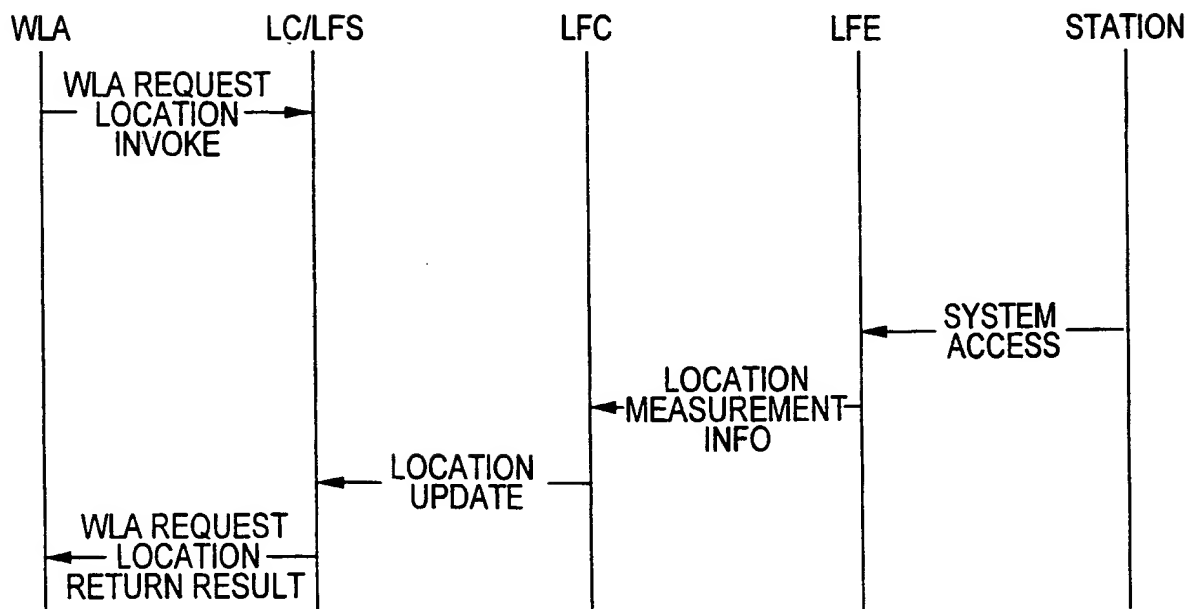 WLA
LC/LFS
LFC
LFE
STATION
WLA REQUEST
LOCATION
INVOKE
SYSTEM
ACCESS
LOCATION
MEASUREMENT
INFO
LOCATION
UPDATE
WLA REQUEST
LOCATION
RETURN RESULT